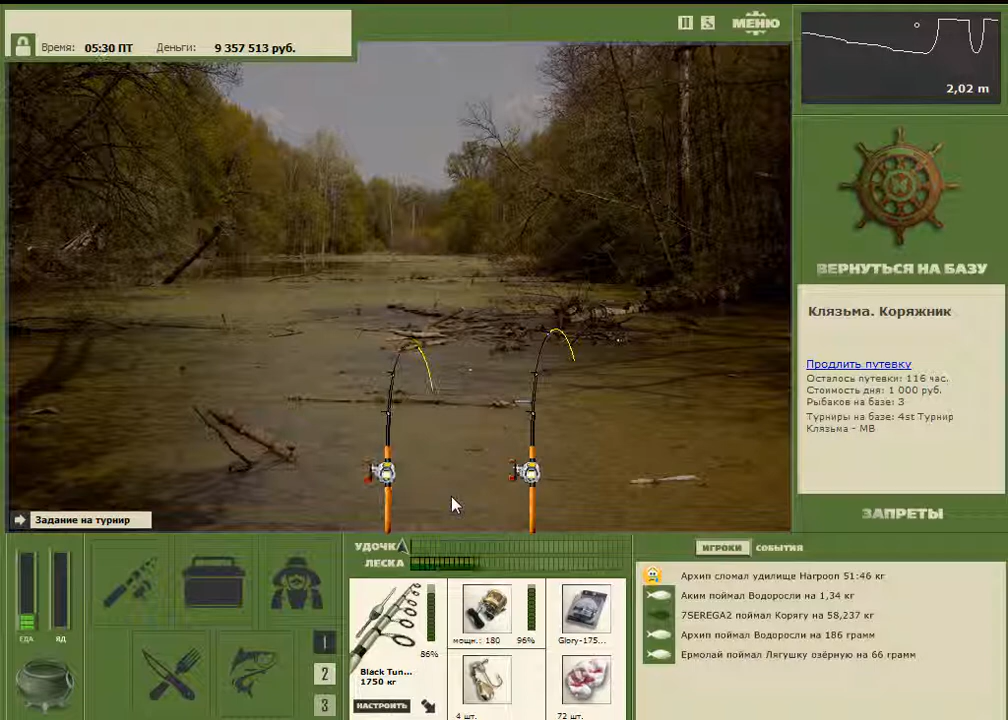 МЕНЮ
Время: 05:30 ПТ Деньги: 9 357 513 руб.
2,02 m
ВЕРНУТЬСЯ НА БАЗУ
Клязьма. Коряжник
Продлить путевку
Осталось путевки: 116 час.
Стоимость дня: 1 000 руб.
Рыбаков на базе: 3
Турниры на базе: 4st Турнир
Клязьма - МВ
ЗАПРЕТЫ
Задание на турнир
УДОЧКА
ЛЕСКА
ИГРОКИ СОБЫТИЯ
Архип сломал удилище Harpoon 51:46 кг
Аким поймал Водоросли на 1,34 кг
7SEREGA2 поймал Корягу на 58,237 кг
Архип поймал Водоросли на 186 грамм
Ермолай поймал Лягушку озёрную на 66 грамм
ЕДА ЯД
1
2
3
86%
Black Tun...
1750 кг
НАСТРОИТЬ
мощн.: 180 96%
Glory-175...
4 шт.
72 шт.